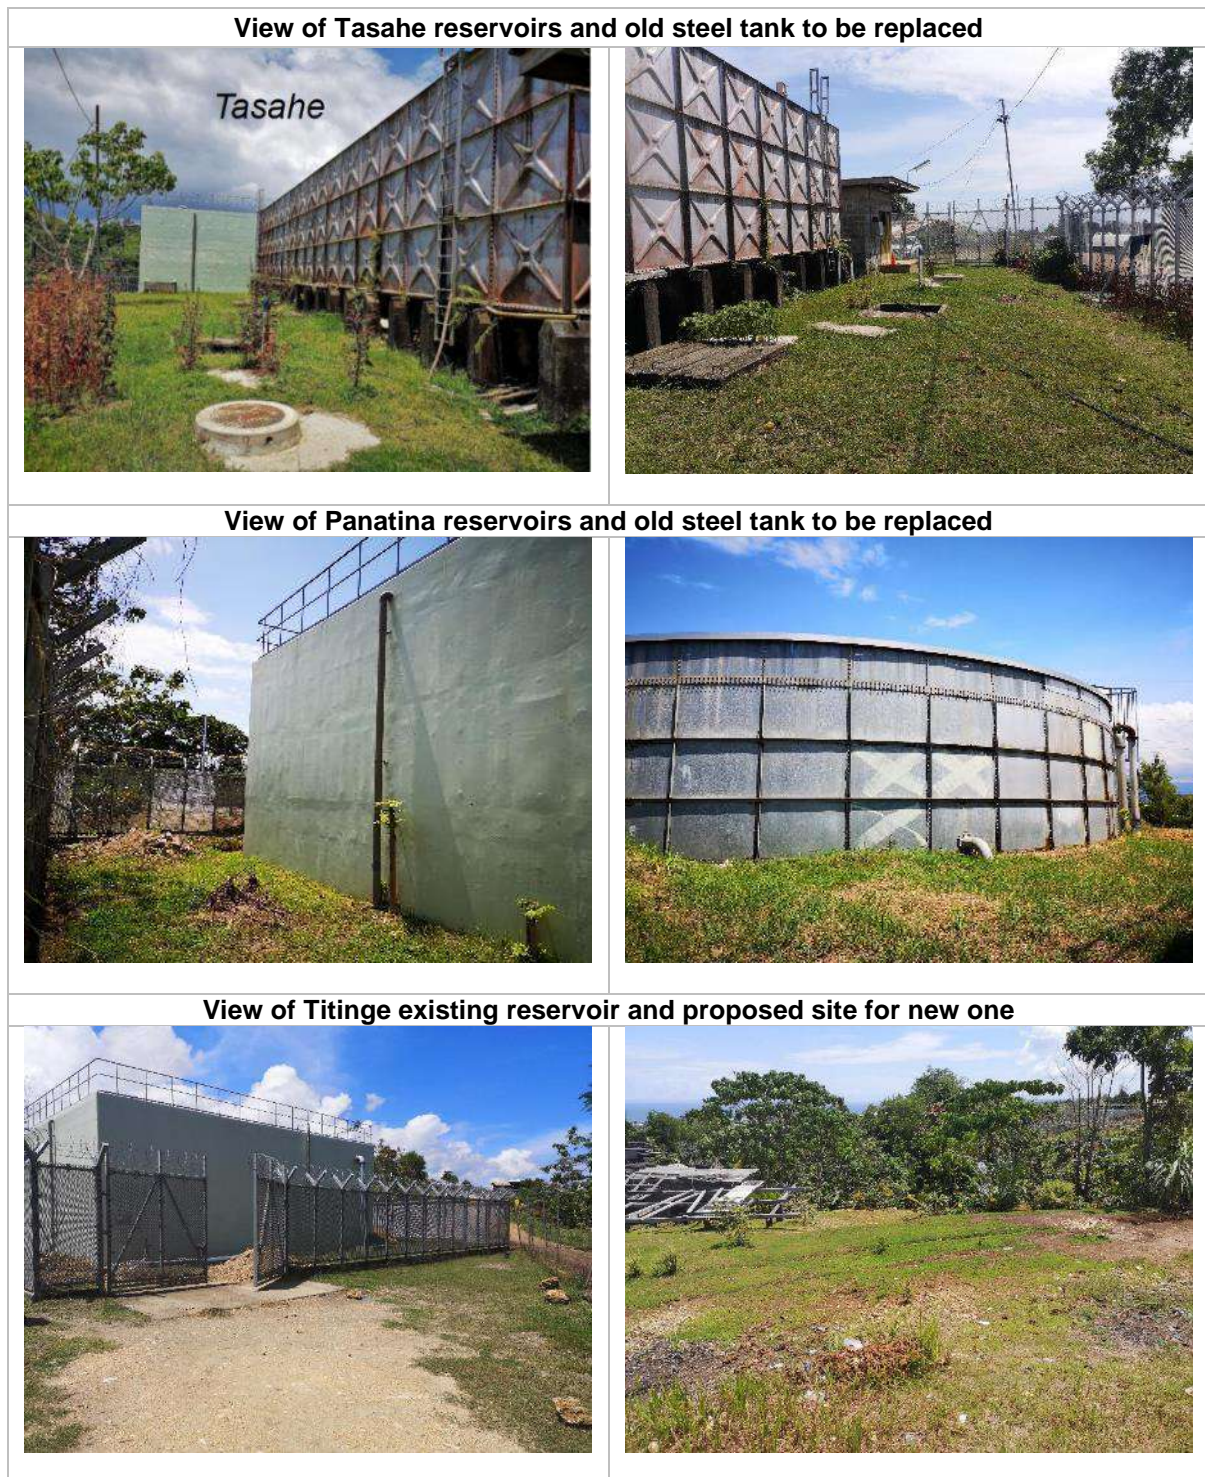 View of Tasahe reservoirs and old steel tank to be replaced
Tasahe
View of Panatina reservoirs and old steel tank to be replaced
View of Titinge existing reservoir and proposed site for new one